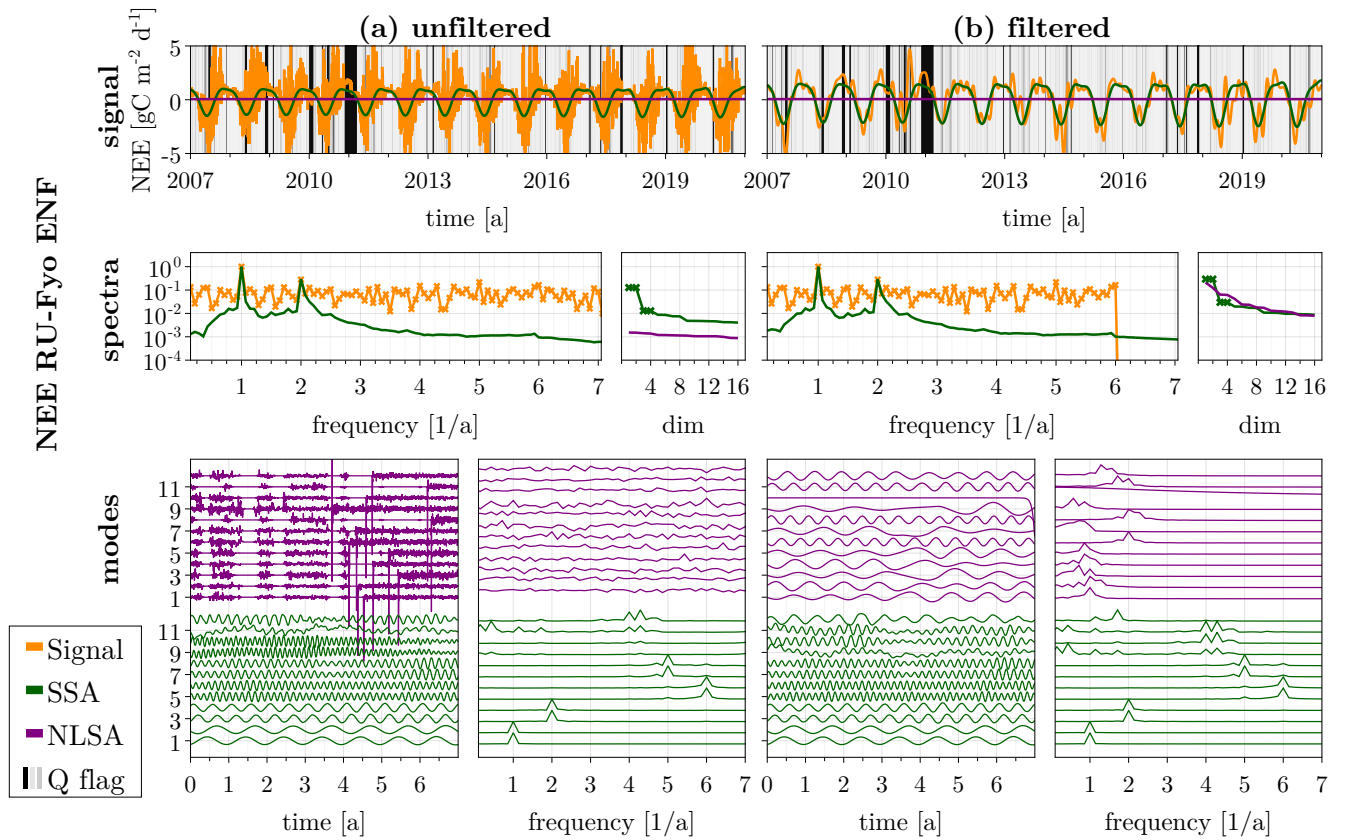 (a) unfiltered
(b) filtered
NEE RU-Fyo ENF
signal
NEE [gC m⁻² d⁻¹]
5
0
-5
2007 2010 2013 2016 2019
time [a]
2007 2010 2013 2016 2019
time [a]
spectra
10⁰
10⁻¹
10⁻²
10⁻³
10⁻⁴
1 2 3 4 5 6 7
frequency [1/a]
4 8 12 16
dim
1 2 3 4 5 6 7
frequency [1/a]
4 8 12 16
dim
modes
11
9
7
5
3
1
11
9
7
5
3
1
0 1 2 3 4 5 6
time [a]
1 2 3 4 5 6 7
frequency [1/a]
0 1 2 3 4 5 6
time [a]
1 2 3 4 5 6 7
frequency [1/a]
Signal
SSA
NLSA
Q flag